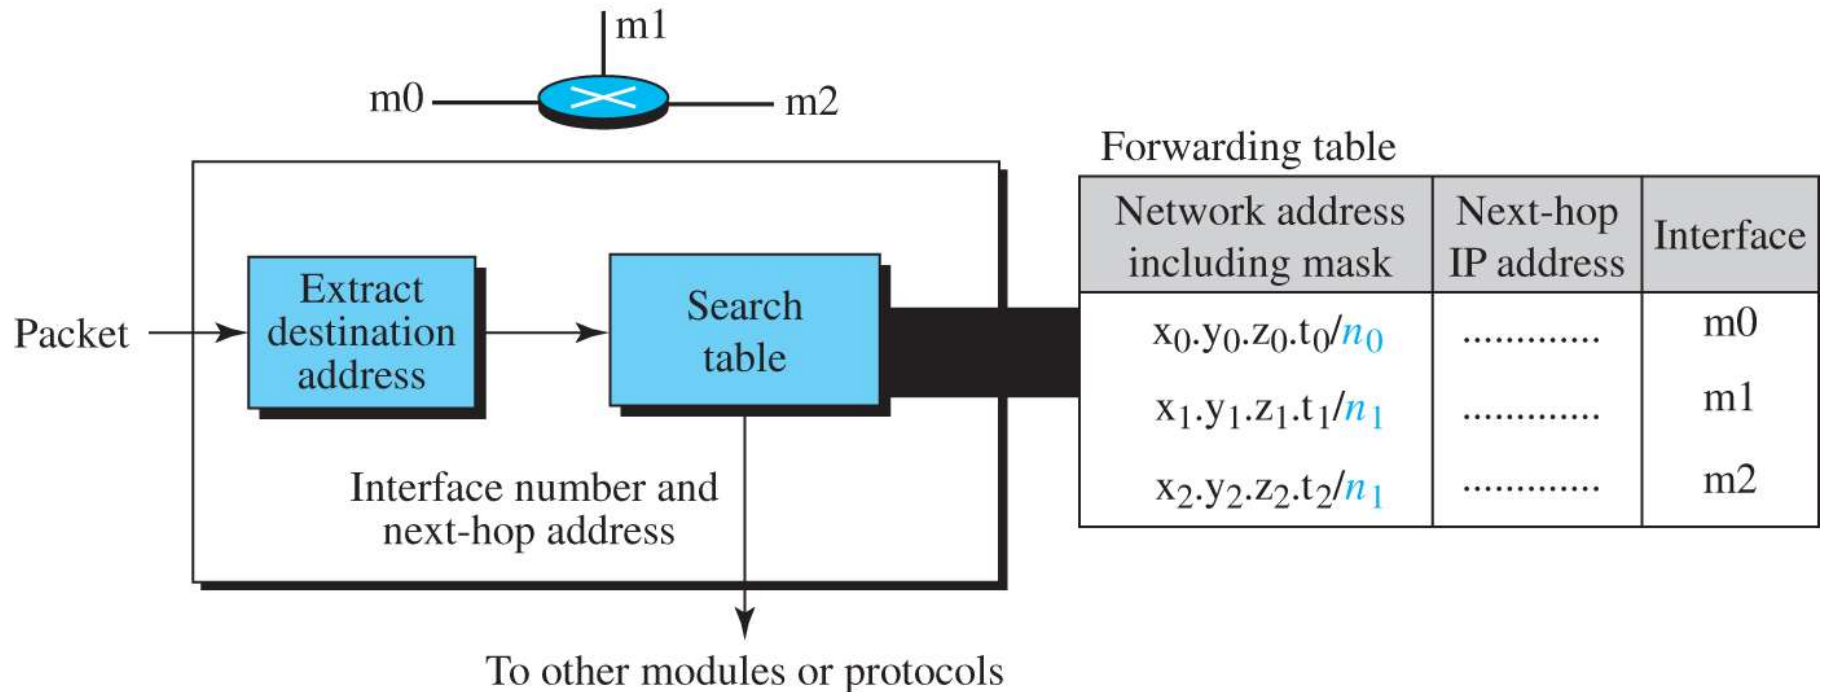 m1
m0
m2
Forwarding table
Network address
including mask
Next-hop
IP address
Interface
x₀.y₀.z₀.t₀/n₀
.............
m0
x₁.y₁.z₁.t₁/n₁
.............
m1
x₂.y₂.z₂.t₂/n₁
.............
m2
Packet
Extract
destination
address
Search
table
Interface number and
next-hop address
To other modules or protocols